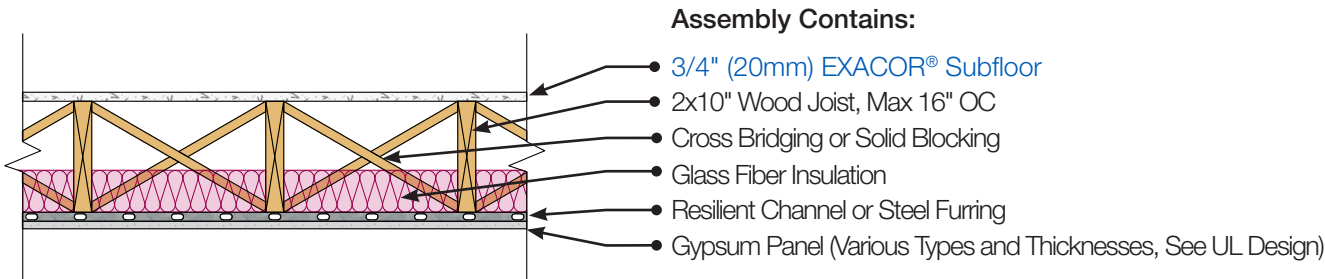 Assembly Contains:
3/4" (20mm) EXACOR® Subfloor
2x10" Wood Joist, Max 16" OC
Cross Bridging or Solid Blocking
Glass Fiber Insulation
Resilient Channel or Steel Furring
Gypsum Panel (Various Types and Thicknesses, See UL Design)